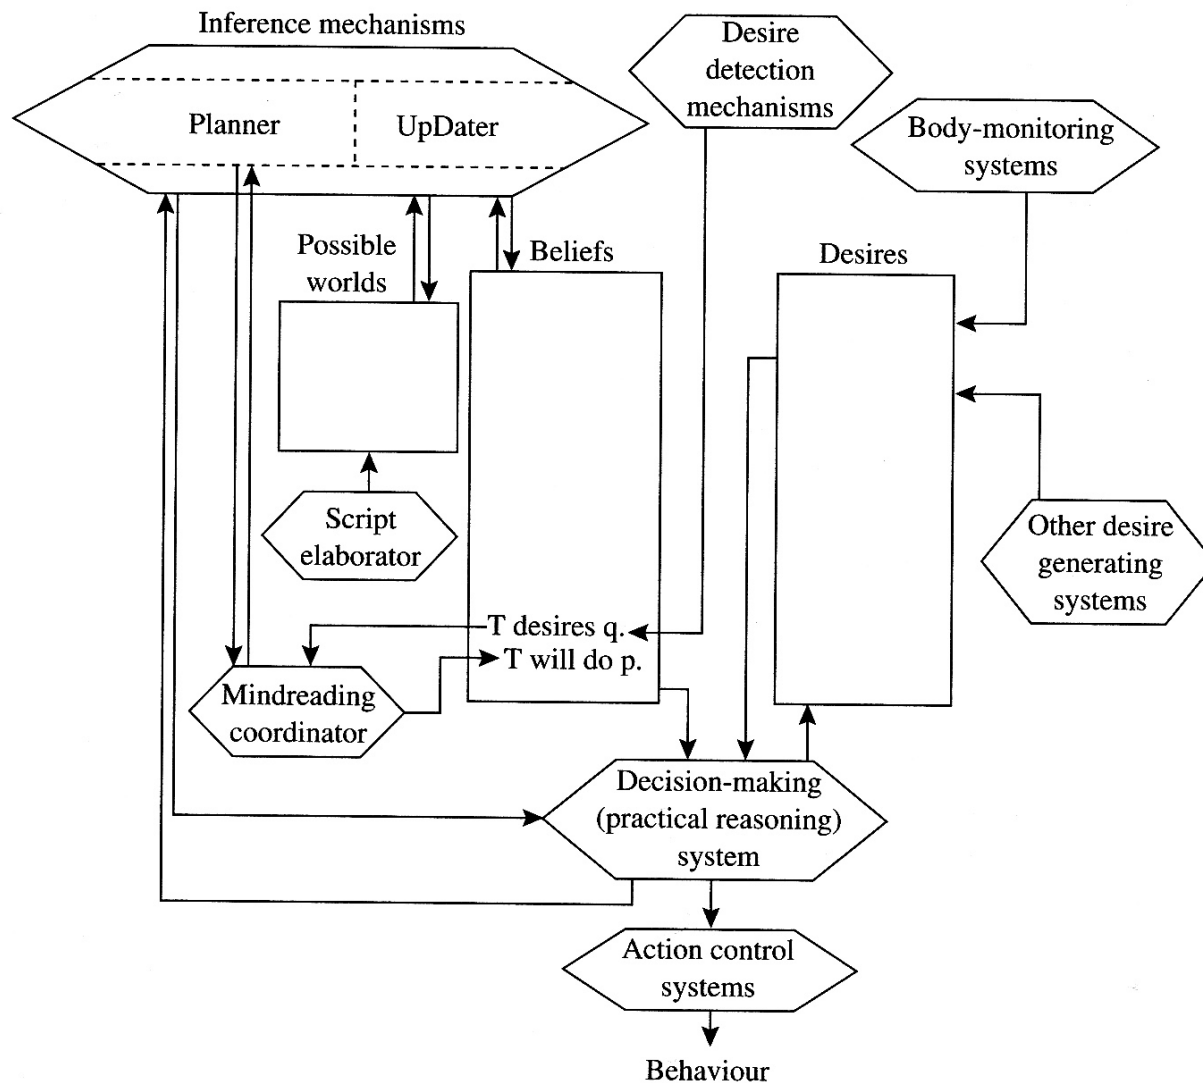 Inference mechanisms
Planner
UpDater
Desire
detection
mechanisms
Body-monitoring
systems
Possible
worlds
Beliefs
Desires
Script
elaborator
Other desire
generating
systems
T desires q.
T will do p.
Mindreading
coordinator
Decision-making
(practical reasoning)
system
Action control
systems
Behaviour